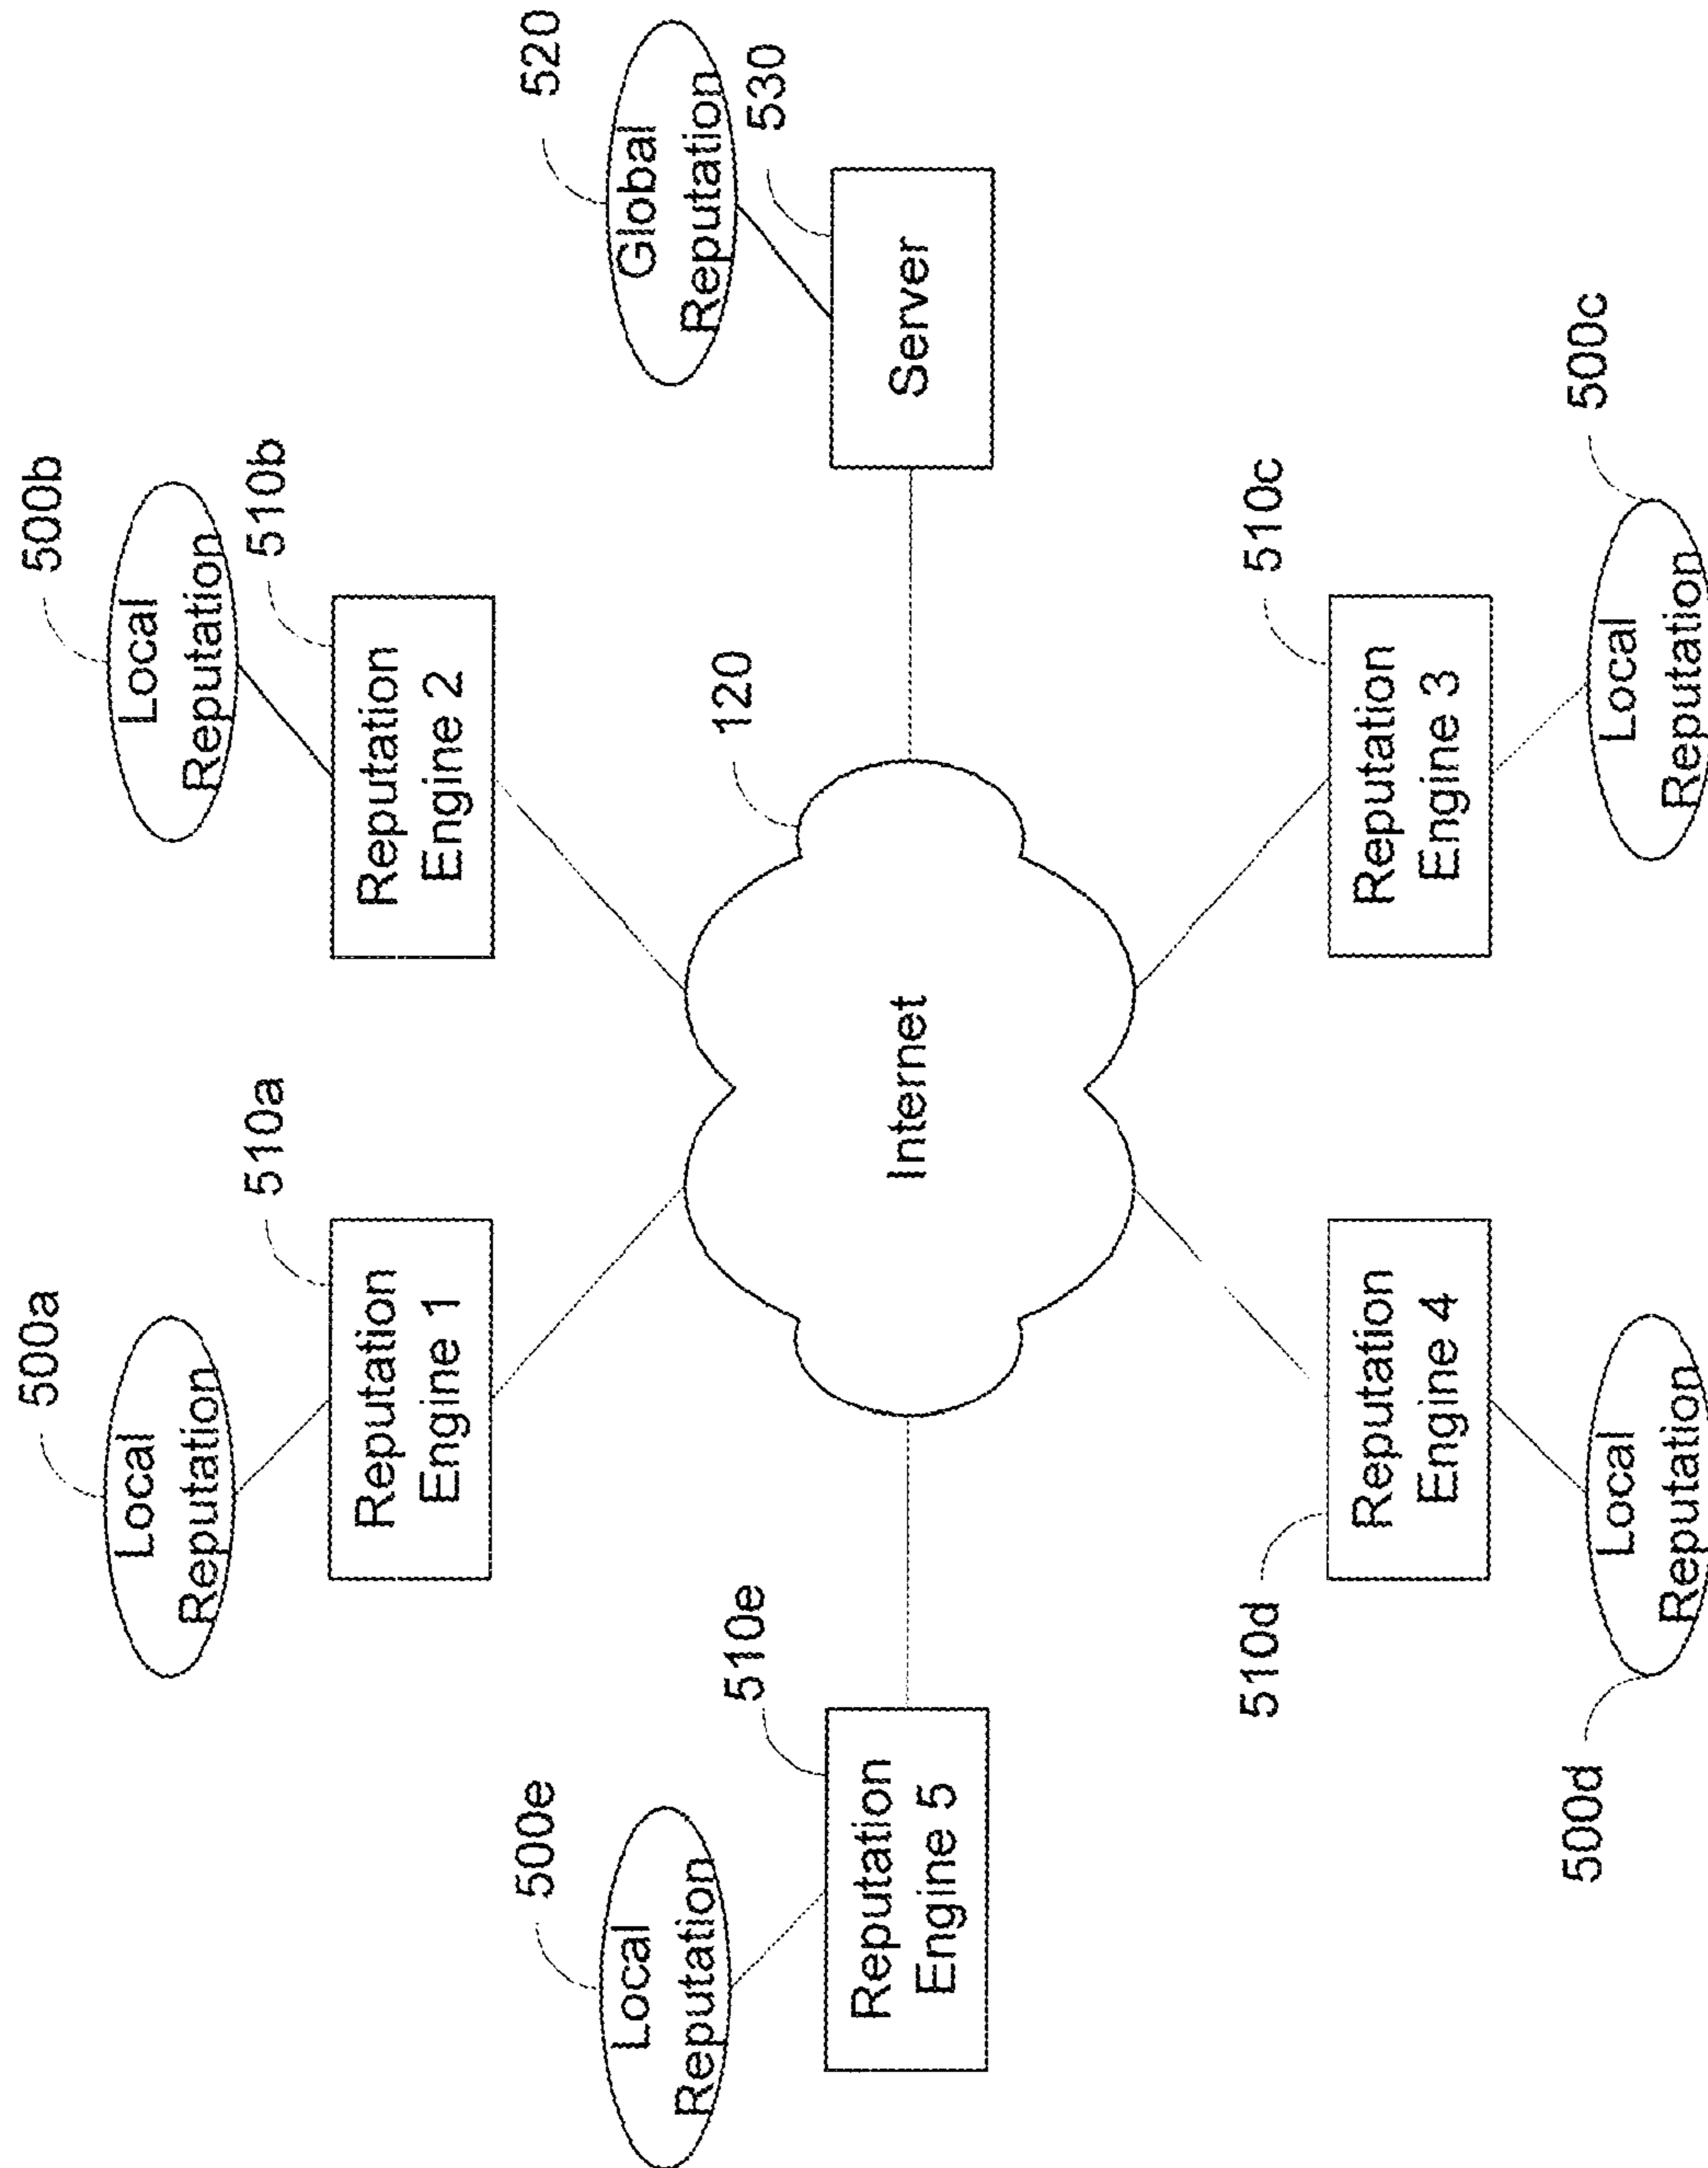 500a
Local
Reputation
510a
Reputation
Engine 1
500b
Local
Reputation
510b
Reputation
Engine 2
500e
Local
Reputation
510e
Reputation
Engine 5
120
Internet
520
Global
Reputation
530
Server
510d
Reputation
Engine 4
500d
Local
Reputation
510c
Reputation
Engine 3
500c
Local
Reputation